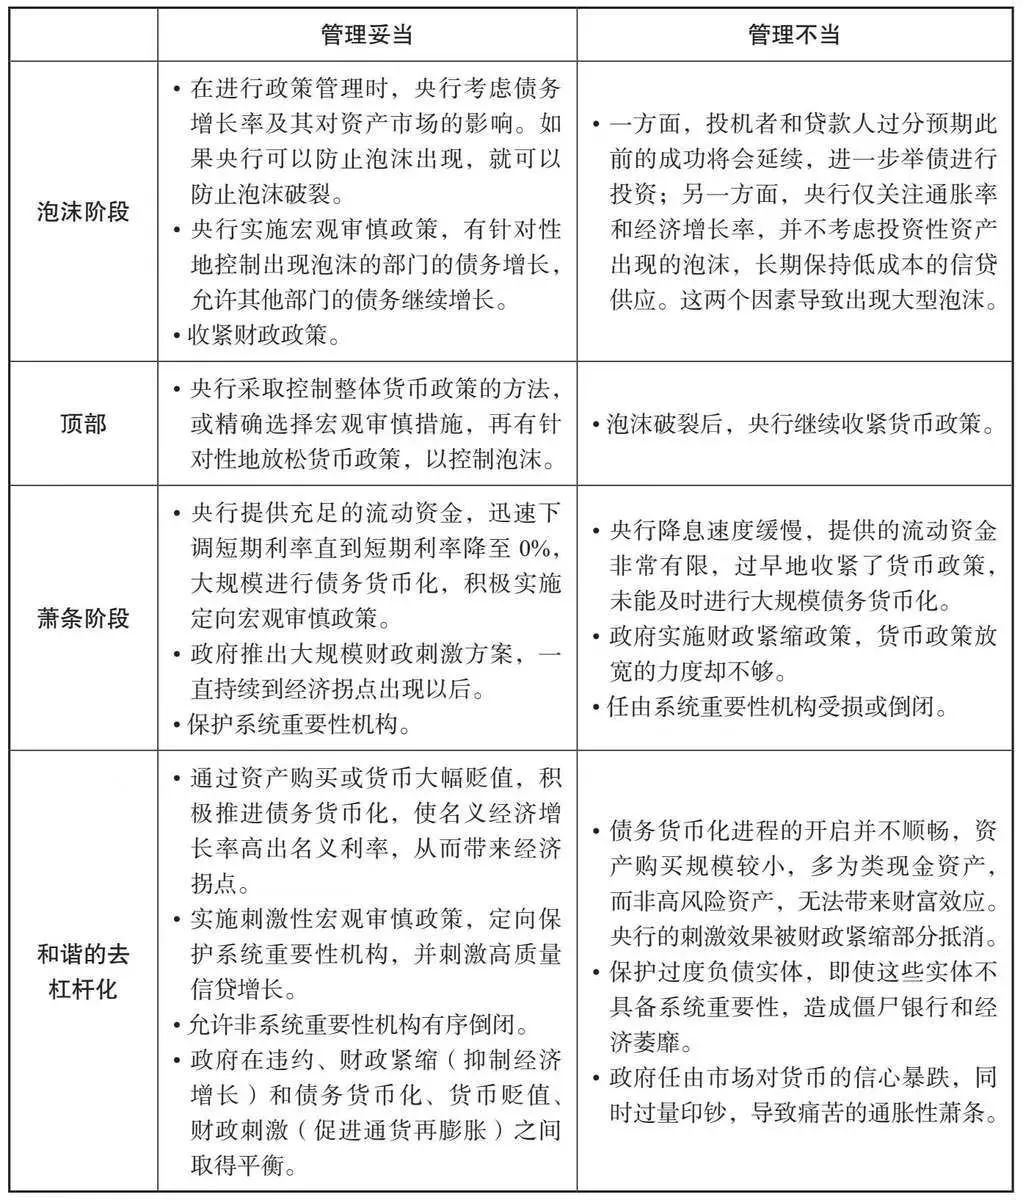 管理妥当
管理不当
泡沫阶段
• 在进行政策管理时，央行考虑债务
增长率及其对资产市场的影响。如
果央行可以防止泡沫出现，就可以
防止泡沫破裂。
• 央行实施宏观审慎政策，有针对性
地控制出现泡沫的部门的债务增长，
允许其他部门的债务继续增长。
• 收紧财政政策。
• 一方面，投机者和贷款人过分预期此
前的成功将会延续，进一步举债进行
投资；另一方面，央行仅关注通胀率
和经济增长率，并不考虑投资性资产
出现的泡沫，长期保持低成本的信贷
供应。这两个因素导致出现大型泡沫。
顶部
• 央行采取控制整体货币政策的方法，
或精确选择宏观审慎措施，再有针
对性地放松货币政策，以控制泡沫。
• 泡沫破裂后，央行继续收紧货币政策。
萧条阶段
• 央行提供充足的流动资金，迅速下
调短期利率直到短期利率降至 0%，
大规模进行债务货币化，积极实施
定向宏观审慎政策。
• 政府推出大规模财政刺激方案，一
直持续到经济拐点出现以后。
• 保护系统重要性机构。
• 央行降息速度缓慢，提供的流动资金
非常有限，过早地收紧了货币政策，
未能及时进行大规模债务货币化。
• 政府实施财政紧缩政策，货币政策放
宽的力度却不够。
• 任由系统重要性机构受损或倒闭。
和谐的去
杠杆化
• 通过资产购买或货币大幅贬值，积
极推进债务货币化，使名义经济增
长率高出名义利率，从而带来经济
拐点。
• 实施刺激性宏观审慎政策，定向保
护系统重要性机构，并刺激高质量
信贷增长。
• 允许非系统重要性机构有序倒闭。
• 政府在违约、财政紧缩（抑制经济
增长）和债务货币化、货币贬值、
财政刺激（促进通货再膨胀）之间
取得平衡。
• 债务货币化进程的开启并不顺畅，资
产购买规模较小，多为类现金资产，
而非高风险资产，无法带来财富效应。
央行的刺激效果被财政紧缩部分抵消。
• 保护过度负债实体，即使这些实体不
具备系统重要性，造成僵尸银行和经
济萎靡。
• 政府任由市场对货币的信心暴跌，同
时过量印钞，导致痛苦的通胀性萧条。